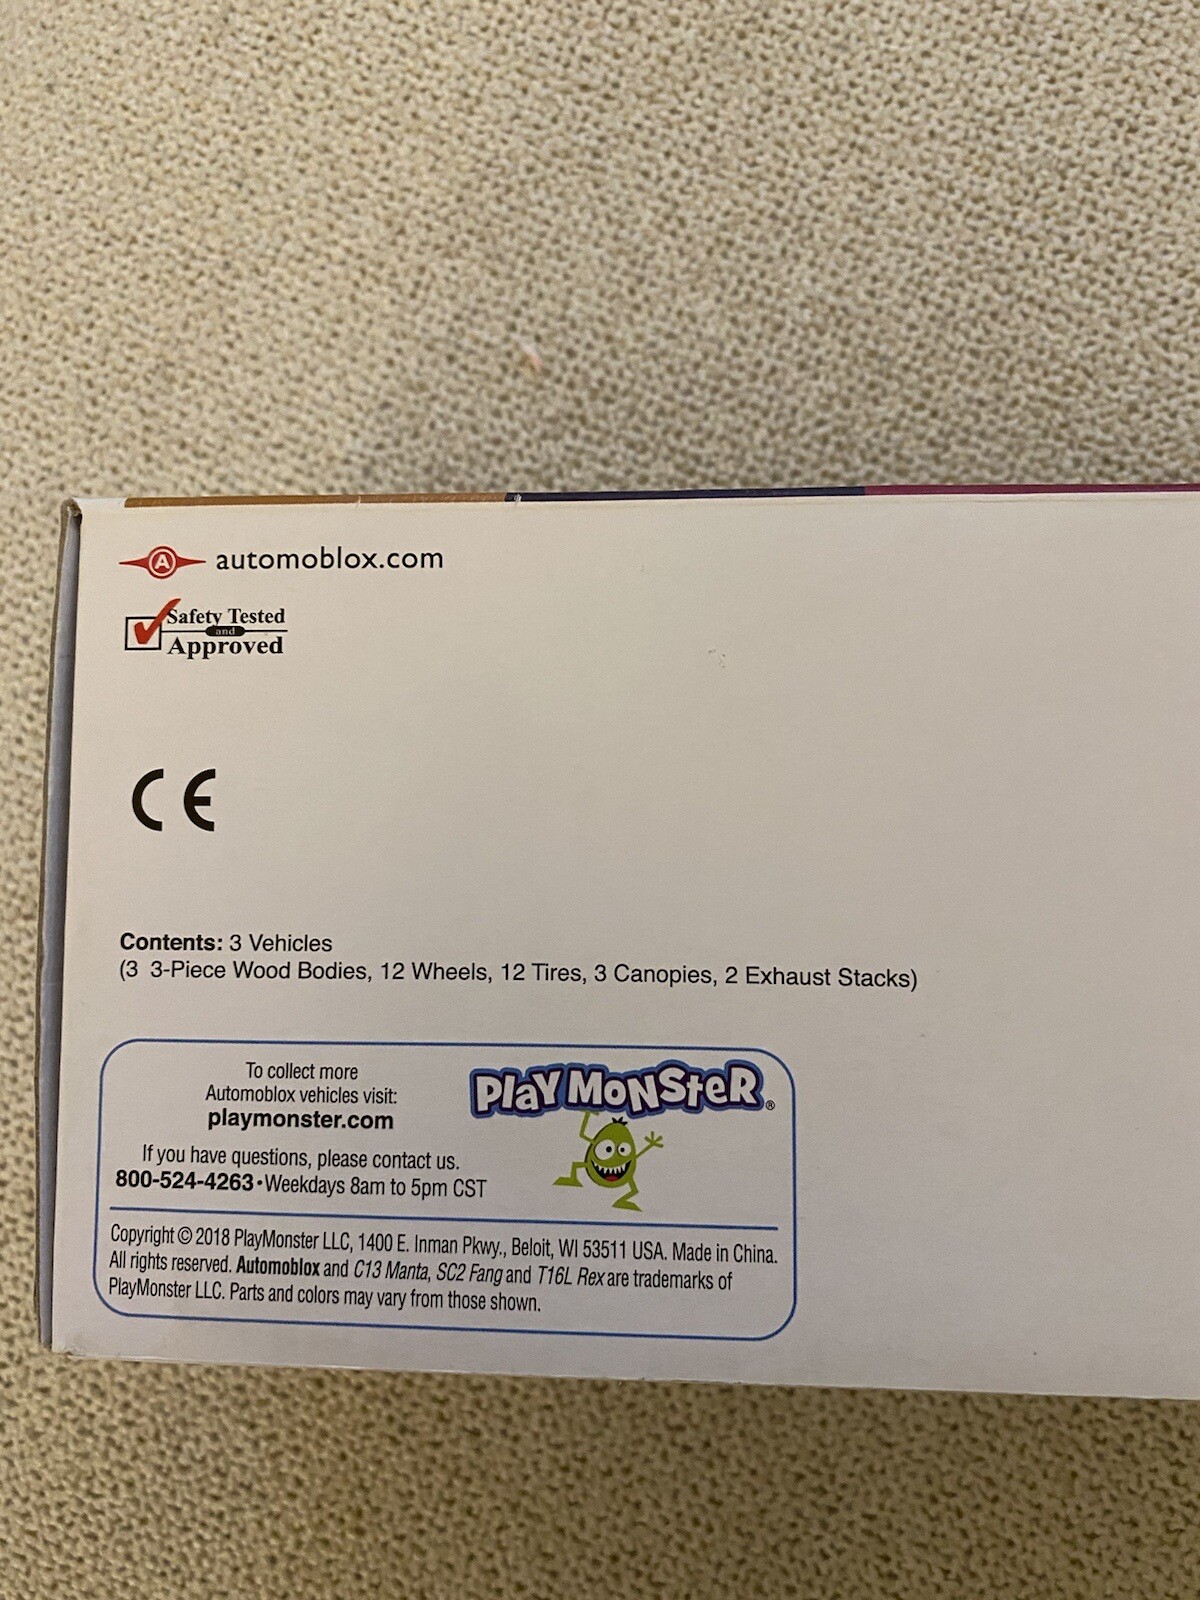 A automoblox.com
Safety Tested
and
Approved
CE
Contents: 3 Vehicles
(3  3-Piece Wood Bodies, 12 Wheels, 12 Tires, 3 Canopies, 2 Exhaust Stacks)
To collect more
Automoblox vehicles visit:
playmonster.com
If you have questions, please contact us.
800-524-4263•Weekdays 8am to 5pm CST
PlaY MoNSteR®
Copyright © 2018 PlayMonster LLC, 1400 E. Inman Pkwy., Beloit, WI 53511 USA. Made in China.
All rights reserved. Automoblox and C13 Manta, SC2 Fang and T16L Rex are trademarks of
PlayMonster LLC. Parts and colors may vary from those shown.